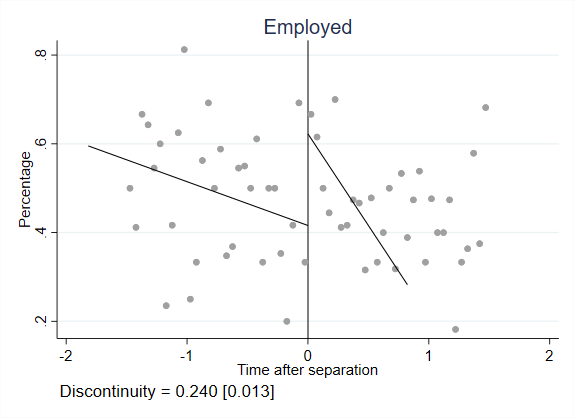 Employed
Percentage
.8
.6
.4
.2
-2 -1 0 1 2
Time after separation
Discontinuity = 0.240 [0.013]